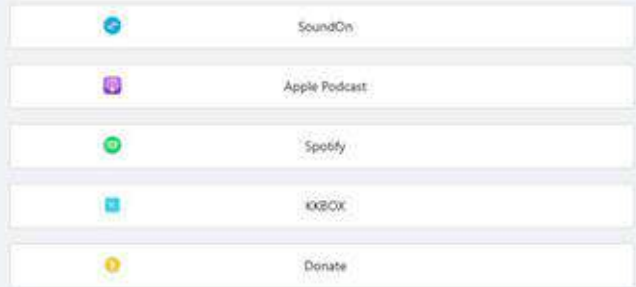 SoundOn
Apple Podcast
Spotify
KKBOX
Donate